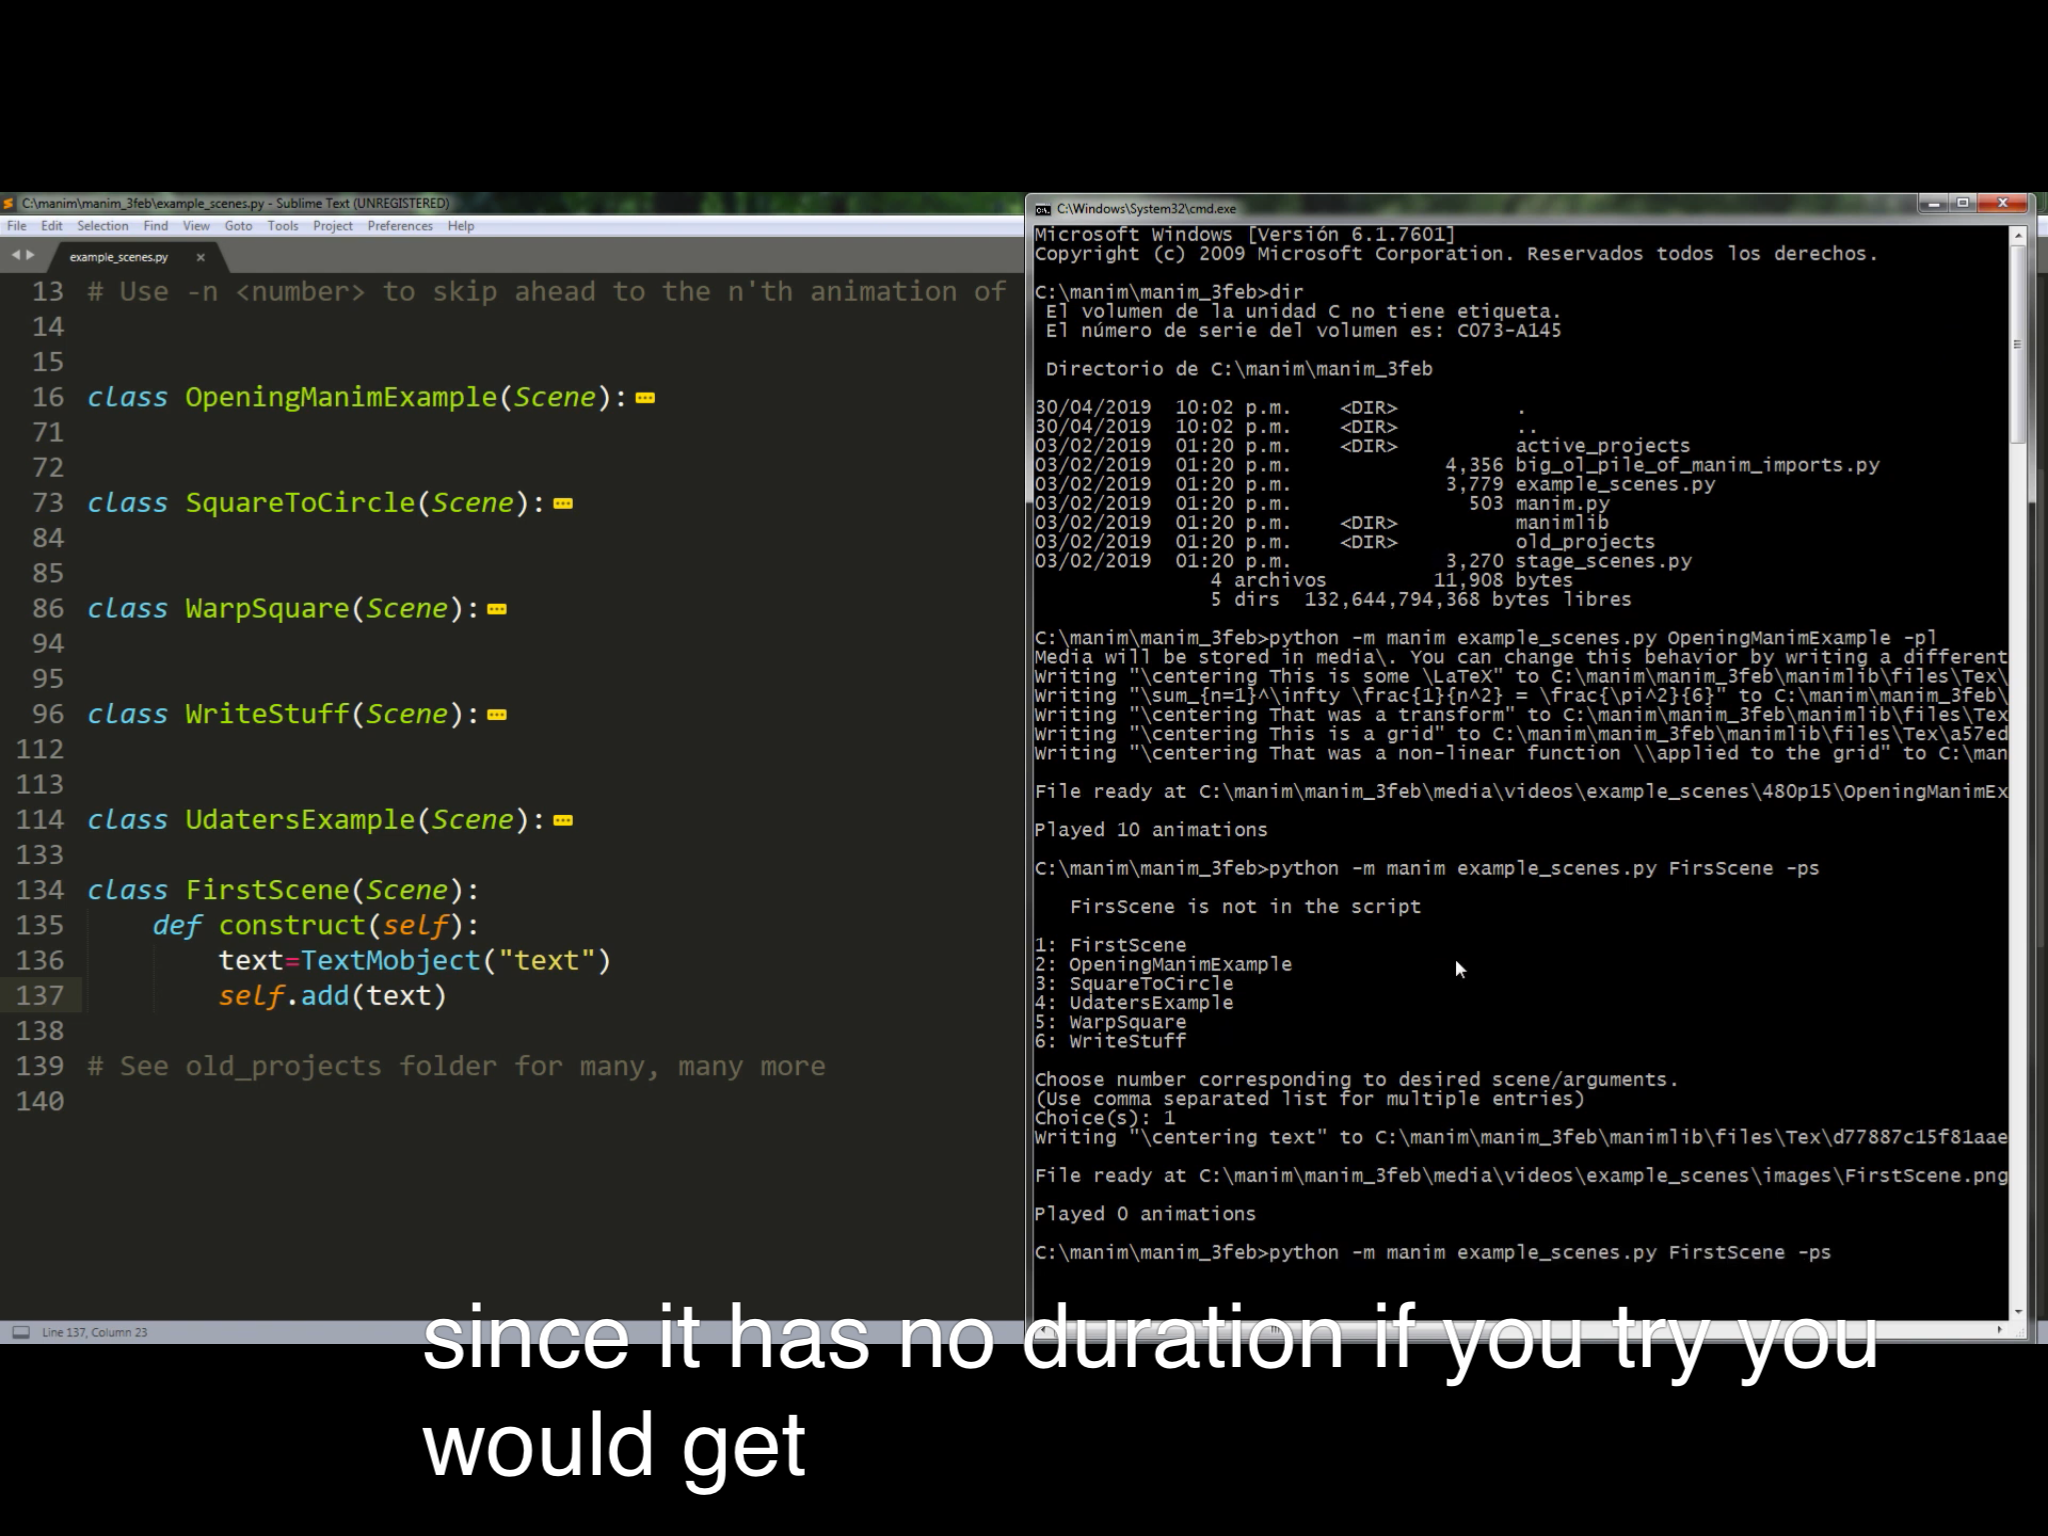 C:\manim\manim_3feb\example_scenes.py - Sublime Text (UNREGISTERED)
File Edit Selection Find View Goto Tools Project Preferences Help
example_scenes.py ×
13 # Use -n <number> to skip ahead to the n'th animation of
14
15
16 class OpeningManimExample(Scene):
71
72
73 class SquareToCircle(Scene):
84
85
86 class WarpSquare(Scene):
94
95
96 class WriteStuff(Scene):
112
113
114 class UdatersExample(Scene):
133
134 class FirstScene(Scene):
135 def construct(self):
136 text=TextMobject("text")
137 self.add(text)
138
139 # See old_projects folder for many, many more
140
Line 137, Column 23
C:\Windows\System32\cmd.exe
Microsoft Windows [Versión 6.1.7601]
Copyright (c) 2009 Microsoft Corporation. Reservados todos los derechos.
C:\manim\manim_3feb>dir
El volumen de la unidad C no tiene etiqueta.
El número de serie del volumen es: C073-A145
Directorio de C:\manim\manim_3feb
30/04/2019 10:02 p.m. <DIR> .
30/04/2019 10:02 p.m. <DIR> ..
03/02/2019 01:20 p.m. <DIR> active_projects
03/02/2019 01:20 p.m. 4,356 big_ol_pile_of_manim_imports.py
03/02/2019 01:20 p.m. 3,779 example_scenes.py
03/02/2019 01:20 p.m. 503 manim.py
03/02/2019 01:20 p.m. <DIR> manimlib
03/02/2019 01:20 p.m. <DIR> old_projects
03/02/2019 01:20 p.m. 3,270 stage_scenes.py
4 archivos 11,908 bytes
5 dirs 132,644,794,368 bytes libres
C:\manim\manim_3feb>python -m manim example_scenes.py OpeningManimExample -pl
Media will be stored in media\. You can change this behavior by writing a different
Writing "\centering This is some \LaTeX" to C:\manim\manim_3feb\manimlib\files\Tex\
Writing "\sum_{n=1}^\infty \frac{1}{n^2} = \frac{\pi^2}{6}" to C:\manim\manim_3feb\
Writing "\centering That was a transform" to C:\manim\manim_3feb\manimlib\files\Tex
Writing "\centering This is a grid" to C:\manim\manim_3feb\manimlib\files\Tex\a57ed
Writing "\centering That was a non-linear function \\applied to the grid" to C:\man
File ready at C:\manim\manim_3feb\media\videos\example_scenes\480p15\OpeningManimEx
Played 10 animations
C:\manim\manim_3feb>python -m manim example_scenes.py FirsScene -ps
FirsScene is not in the script
1: FirstScene
2: OpeningManimExample
3: SquareToCircle
4: UdatersExample
5: WarpSquare
6: WriteStuff
Choose number corresponding to desired scene/arguments.
(Use comma separated list for multiple entries)
Choice(s): 1
Writing "\centering text" to C:\manim\manim_3feb\manimlib\files\Tex\d77887c15f81aae
File ready at C:\manim\manim_3feb\media\videos\example_scenes\images\FirstScene.png
Played 0 animations
C:\manim\manim_3feb>python -m manim example_scenes.py FirstScene -ps
since it has no duration if you try you
would get